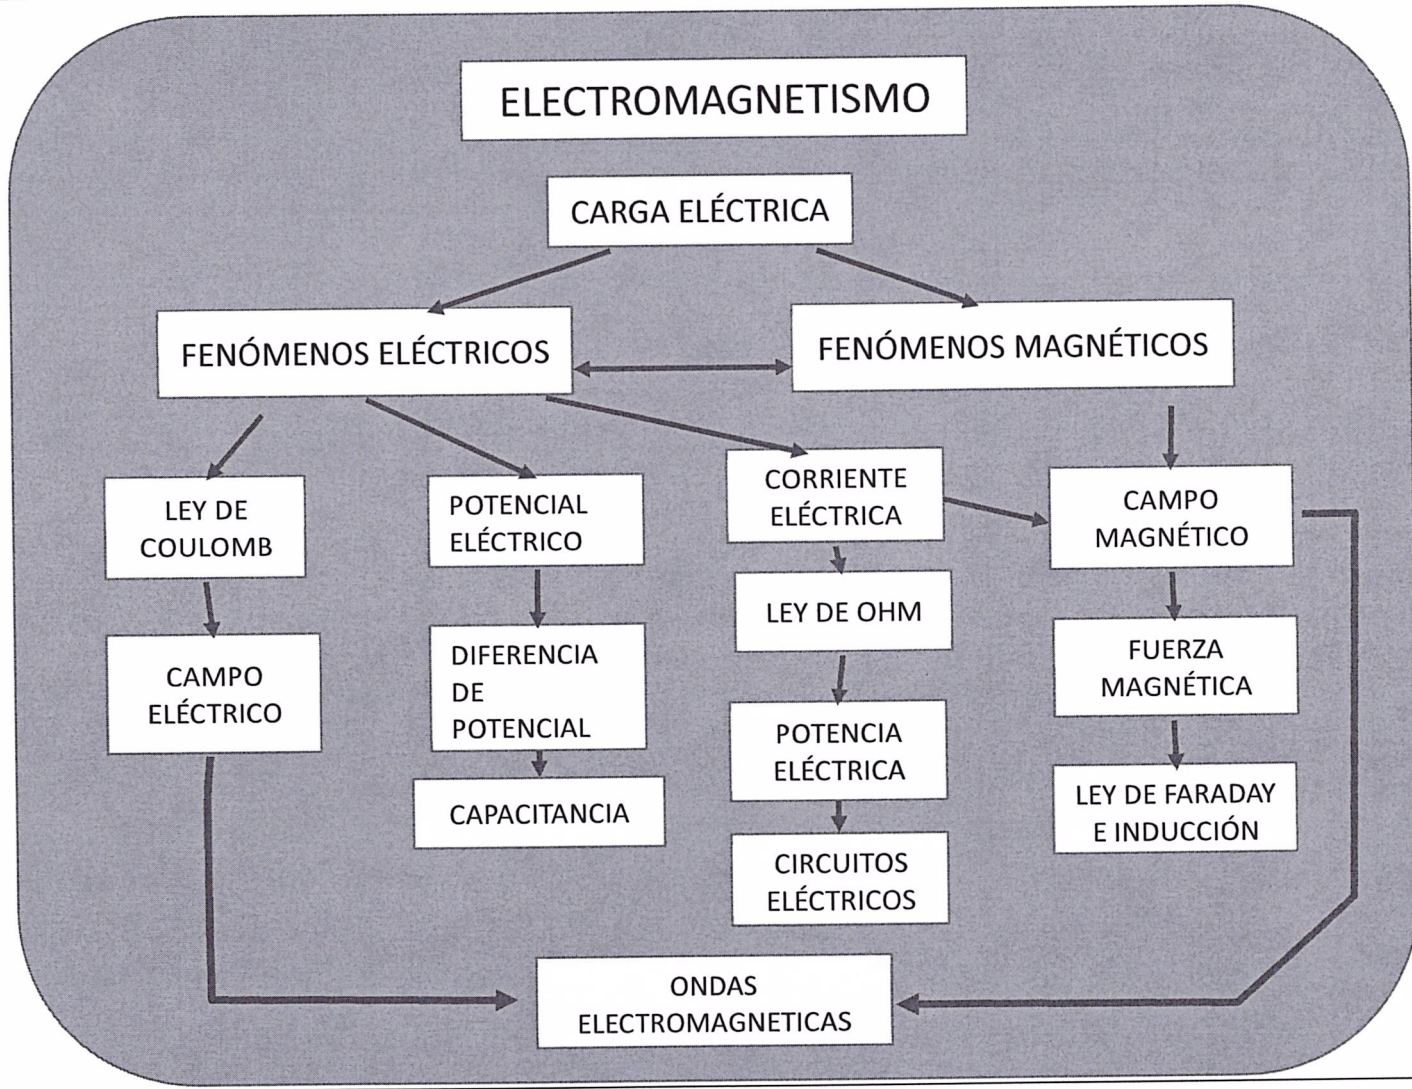 ELECTROMAGNETISMO
CARGA ELÉCTRICA
FENÓMENOS ELÉCTRICOS
FENÓMENOS MAGNÉTICOS
LEY DE
COULOMB
POTENCIAL
ELÉCTRICO
CORRIENTE
ELÉCTRICA
CAMPO
MAGNÉTICO
LEY DE OHM
CAMPO
ELÉCTRICO
DIFERENCIA
DE
POTENCIAL
FUERZA
MAGNÉTICA
POTENCIA
ELÉCTRICA
CAPACITANCIA
LEY DE FARADAY
E INDUCCIÓN
CIRCUITOS
ELÉCTRICOS
ONDAS
ELECTROMAGNETICAS